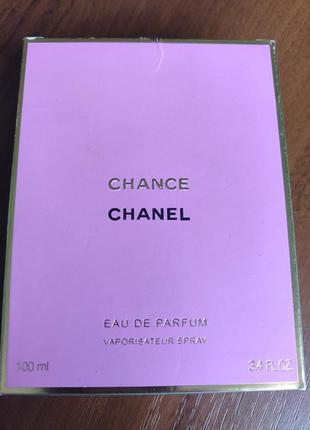 CHANCE
CHANEL
EAU DE PARFUM
VAPORISATEUR SPRAY
100 ml
3.4 FL.OZ.